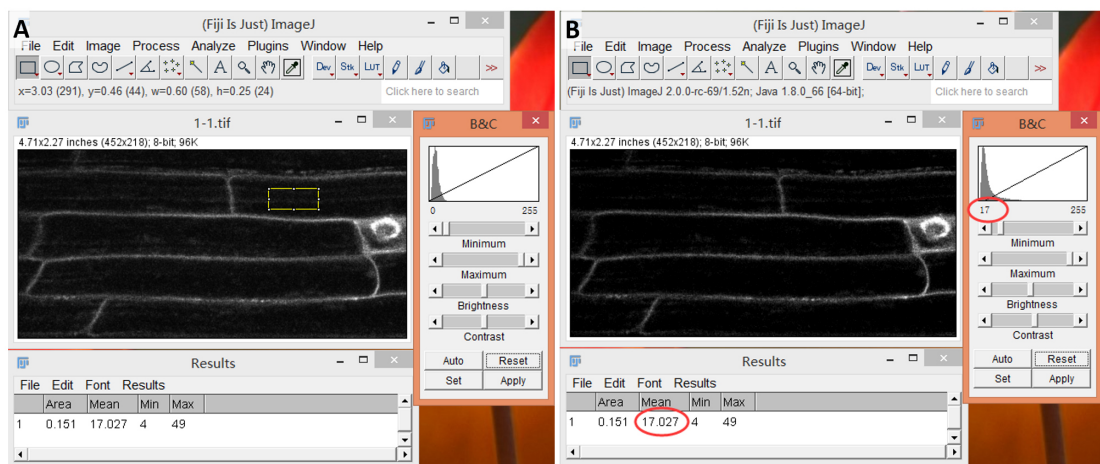 A
(Fiji Is Just) ImageJ
File Edit Image Process Analyze Plugins Window Help
A Dev Stk LUT >>
x=3.03 (291), y=0.46 (44), w=0.60 (58), h=0.25 (24)
Click here to search
1-1.tif
4.71x2.27 inches (452x218); 8-bit; 96K
B&C
0 255
Minimum
Maximum
Brightness
Contrast
Auto Reset
Set Apply
Results
File Edit Font Results
Area Mean Min Max
1 0.151 17.027 4 49
B
(Fiji Is Just) ImageJ
File Edit Image Process Analyze Plugins Window Help
A Dev Stk LUT >>
(Fiji Is Just) ImageJ 2.0.0-rc-69/1.52n; Java 1.8.0_66 [64-bit];
Click here to search
1-1.tif
4.71x2.27 inches (452x218); 8-bit; 96K
B&C
17 255
Minimum
Maximum
Brightness
Contrast
Auto Reset
Set Apply
Results
File Edit Font Results
Area Mean Min Max
1 0.151 17.027 4 49